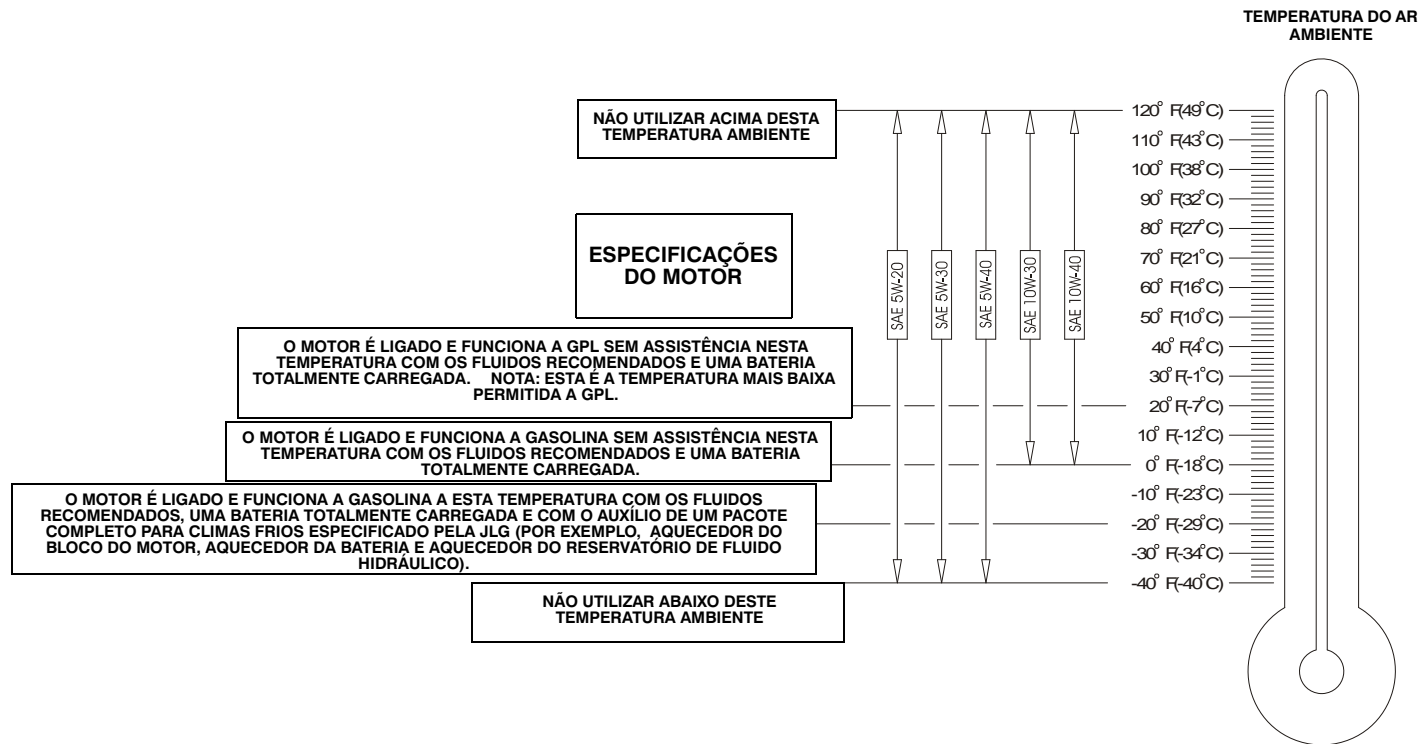 TEMPERATURA DO AR
AMBIENTE
NÃO UTILIZAR ACIMA DESTA
TEMPERATURA AMBIENTE
120° F(49°C)
110° F(43°C)
100° F(38°C)
90° F(32°C)
80° F(27°C)
70° F(21°C)
60° F(16°C)
50° F(10°C)
40° F(4°C)
30° F(-1°C)
20° F(-7°C)
10° F(-12°C)
0° F(-18°C)
-10° F(-23°C)
-20° F(-29°C)
-30° F(-34°C)
-40° F(-40°C)
ESPECIFICAÇÕES
DO MOTOR
SAE 5W-20
SAE 5W-30
SAE 5W-40
SAE 10W-30
SAE 10W-40
O MOTOR É LIGADO E FUNCIONA A GPL SEM ASSISTÊNCIA NESTA
TEMPERATURA COM OS FLUIDOS RECOMENDADOS E UMA BATERIA
TOTALMENTE CARREGADA. NOTA: ESTA É A TEMPERATURA MAIS BAIXA
PERMITIDA A GPL.
O MOTOR É LIGADO E FUNCIONA A GASOLINA SEM ASSISTÊNCIA NESTA
TEMPERATURA COM OS FLUIDOS RECOMENDADOS E UMA BATERIA
TOTALMENTE CARREGADA.
O MOTOR É LIGADO E FUNCIONA A GASOLINA A ESTA TEMPERATURA COM OS FLUIDOS
RECOMENDADOS, UMA BATERIA TOTALMENTE CARREGADA E COM O AUXÍLIO DE UM PACOTE
COMPLETO PARA CLIMAS FRIOS ESPECIFICADO PELA JLG (POR EXEMPLO, AQUECEDOR DO
BLOCO DO MOTOR, AQUECEDOR DA BATERIA E AQUECEDOR DO RESERVATÓRIO DE FLUIDO
HIDRÁULICO).
NÃO UTILIZAR ABAIXO DESTE
TEMPERATURA AMBIENTE